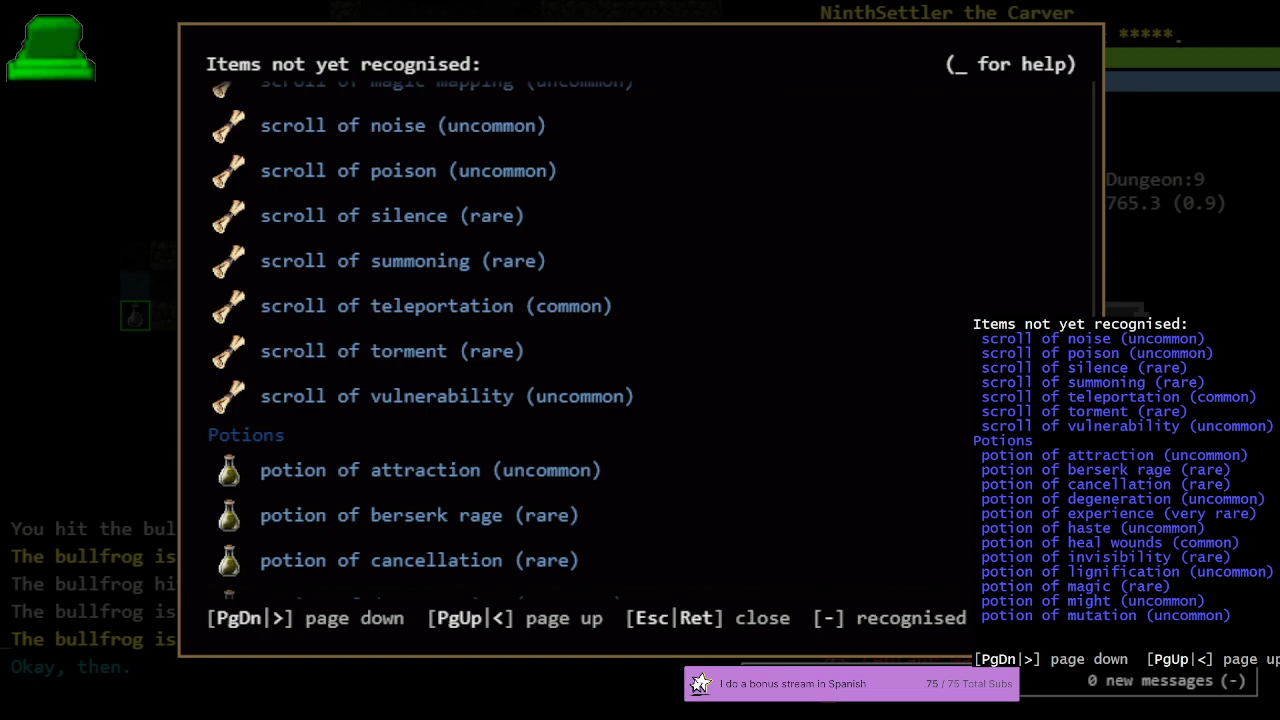 NinthSettler the Carver
*****.
Items not yet recognised:
(_ for help)
scroll of magic mapping (uncommon)
scroll of noise (uncommon)
scroll of poison (uncommon)
scroll of silence (rare)
scroll of summoning (rare)
scroll of teleportation (common)
scroll of torment (rare)
scroll of vulnerability (uncommon)
Potions
potion of attraction (uncommon)
potion of berserk rage (rare)
potion of cancellation (rare)
[PgDn|>] page down [PgUp|<] page up [Esc|Ret] close [-] recognised
Dungeon:9
765.3 (0.9)
Items not yet recognised:
scroll of noise (uncommon)
scroll of poison (uncommon)
scroll of silence (rare)
scroll of summoning (rare)
scroll of teleportation (common)
scroll of torment (rare)
scroll of vulnerability (uncommon)
Potions
potion of attraction (uncommon)
potion of berserk rage (rare)
potion of cancellation (rare)
potion of degeneration (uncommon)
potion of experience (very rare)
potion of haste (uncommon)
potion of heal wounds (common)
potion of invisibility (rare)
potion of lignification (uncommon)
potion of magic (rare)
potion of might (uncommon)
potion of mutation (uncommon)
[PgDn|>] page down [PgUp|<] page up
You hit the bul
The bullfrog is
The bullfrog hi
The bullfrog is
_The bullfrog is
Okay, then.
I do a bonus stream in Spanish 75 / 75 Total Subs
0 new messages (-)